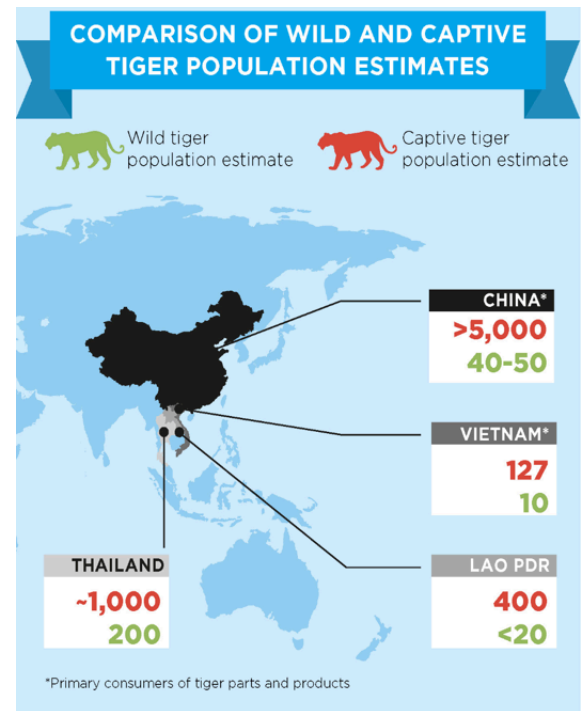 COMPARISON OF WILD AND CAPTIVE
TIGER POPULATION ESTIMATES
Wild tiger
population estimate
Captive tiger
population estimate
CHINA*
>5,000
40-50
VIETNAM*
127
10
THAILAND
~1,000
200
LAO PDR
400
<20
*Primary consumers of tiger parts and products